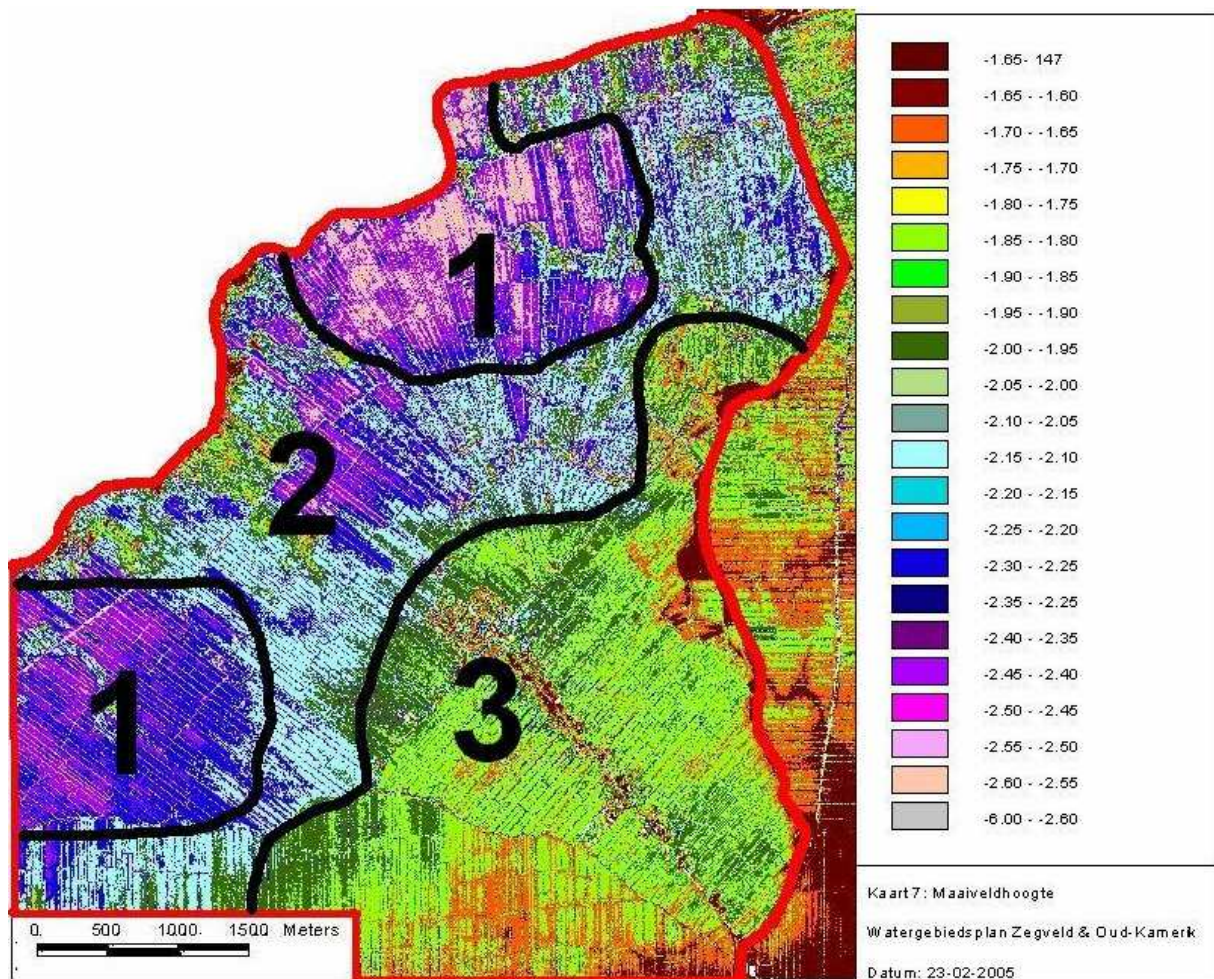 1
2
1
3
0 500 1000 1500 Meters
-1.65- 147
-1.65 - -1.60
-1.70 - -1.65
-1.75 - -1.70
-1.80 - -1.75
-1.85 - -1.80
-1.90 - -1.85
-1.95 - -1.90
-2.00 - -1.95
-2.05 - -2.00
-2.10 - -2.05
-2.15 - -2.10
-2.20 - -2.15
-2.25 - -2.20
-2.30 - -2.25
-2.35 - -2.25
-2.40 - -2.35
-2.45 - -2.40
-2.50 - -2.45
-2.55 - -2.50
-2.60 - -2.55
-6.00 - -2.60
Kaart 7: Maaiveldhoogte
Watergebiedsplan Zegveld & Oud-Kamerik
Datum: 23-02-2005